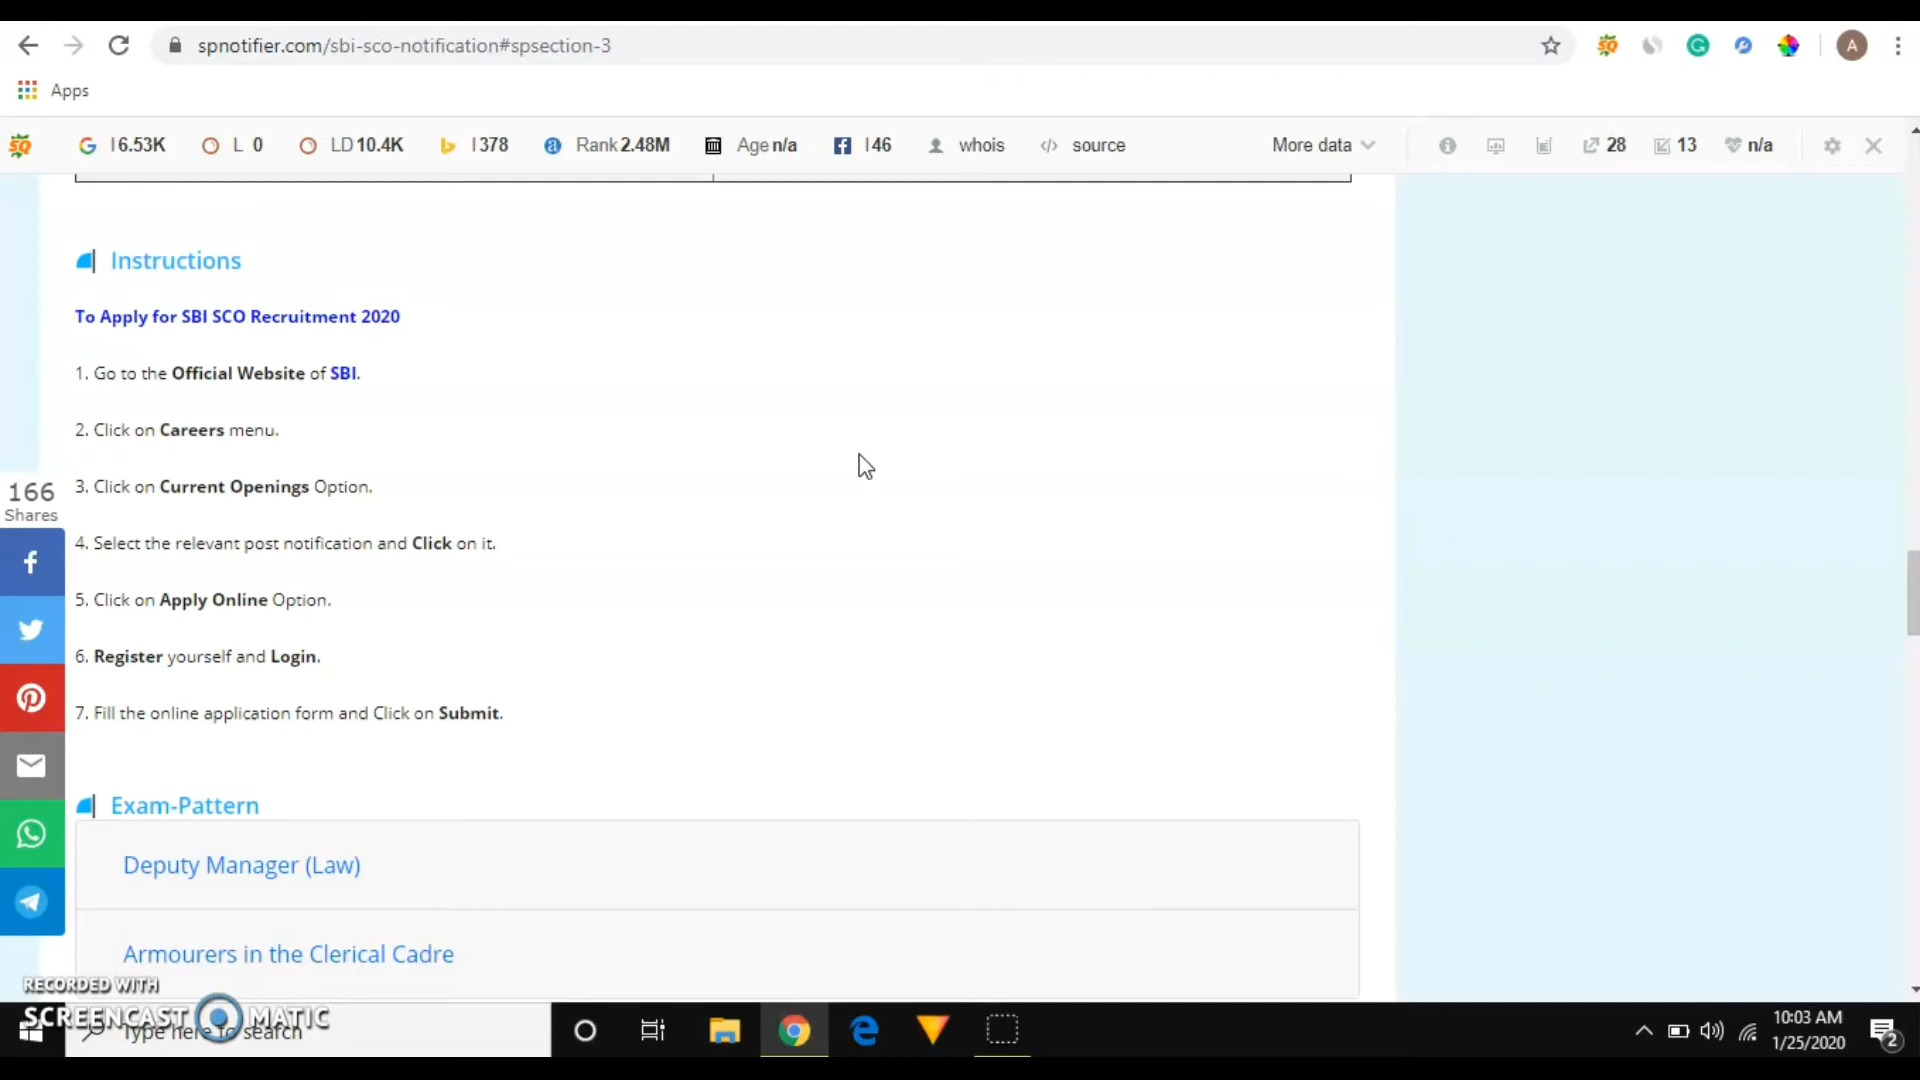 spnotifier.com/sbi-sco-notification#spsection-3
A
Apps
SQ I 6.53K L 0 LD 10.4K I 378 Rank 2.48M Age n/a I 46 whois source More data 28 13 n/a
Instructions
To Apply for SBI SCO Recruitment 2020
1. Go to the Official Website of SBI.
2. Click on Careers menu.
3. Click on Current Openings Option.
166
Shares
4. Select the relevant post notification and Click on it.
5. Click on Apply Online Option.
6. Register yourself and Login.
7. Fill the online application form and Click on Submit.
Exam-Pattern
Deputy Manager (Law)
Armourers in the Clerical Cadre
RECORDED WITH
SCREENCAST MATIC
Type here to search
10:03 AM
1/25/2020
2